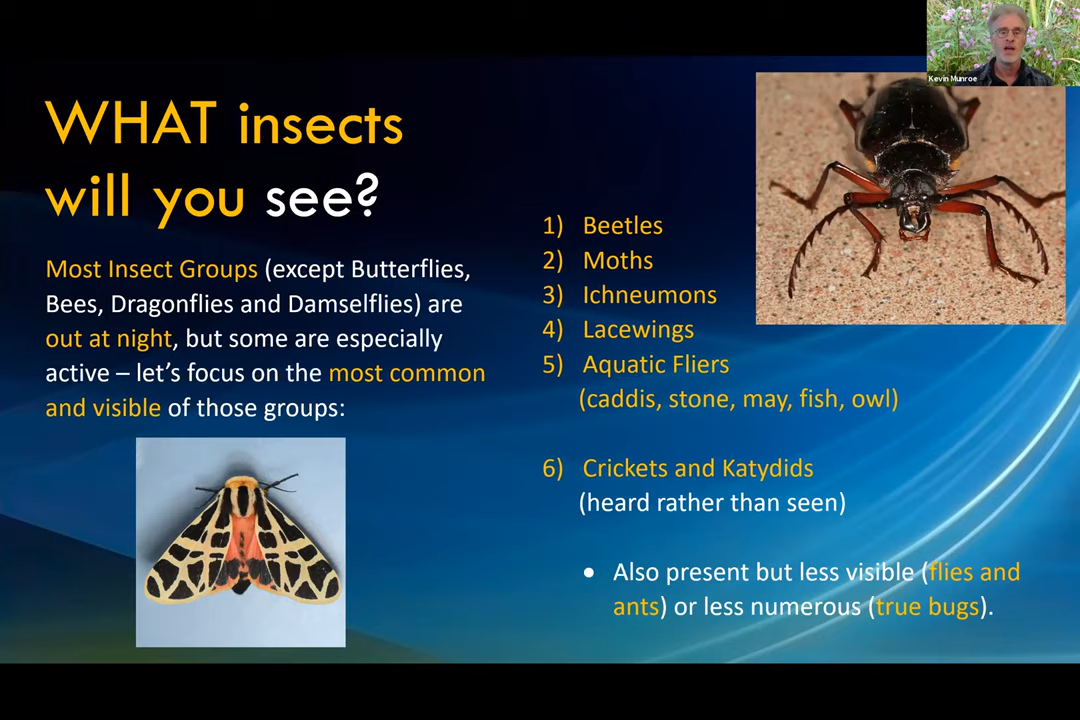 WHAT insects
will you see?
Most Insect Groups (except Butterflies,
Bees, Dragonflies and Damselflies) are
out at night, but some are especially
active – let's focus on the most common
and visible of those groups:
1) Beetles
2) Moths
3) Ichneumons
4) Lacewings
5) Aquatic Fliers
(caddis, stone, may, fish, owl)
6) Crickets and Katydids
(heard rather than seen)
• Also present but less visible (flies and
ants) or less numerous (true bugs).
Kevin Munroe